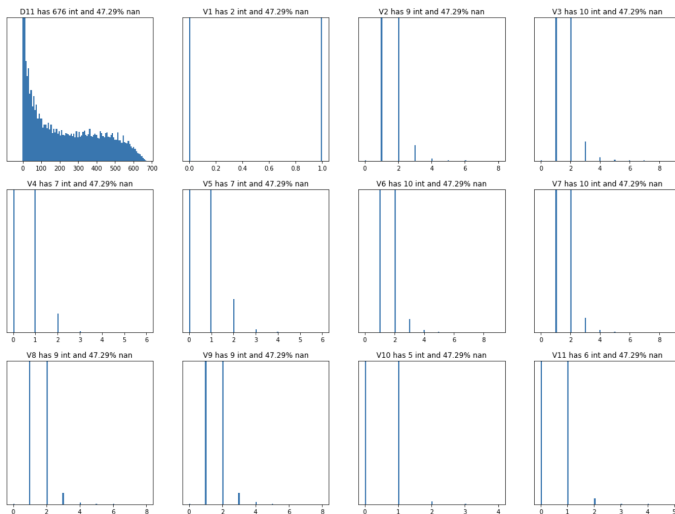 D11 has 676 int and 47.29% nan
0 100 200 300 400 500 600 700
V1 has 2 int and 47.29% nan
0.0 0.2 0.4 0.6 0.8 1.0
V2 has 9 int and 47.29% nan
0 2 4 6 8
V3 has 10 int and 47.29% nan
0 2 4 6 8
V4 has 7 int and 47.29% nan
0 1 2 3 4 5 6
V5 has 7 int and 47.29% nan
0 1 2 3 4 5 6
V6 has 10 int and 47.29% nan
0 2 4 6 8
V7 has 10 int and 47.29% nan
0 2 4 6 8
V8 has 9 int and 47.29% nan
0 2 4 6 8
V9 has 9 int and 47.29% nan
0 2 4 6 8
V10 has 5 int and 47.29% nan
0 1 2 3 4
V11 has 6 int and 47.29% nan
0 1 2 3 4 5